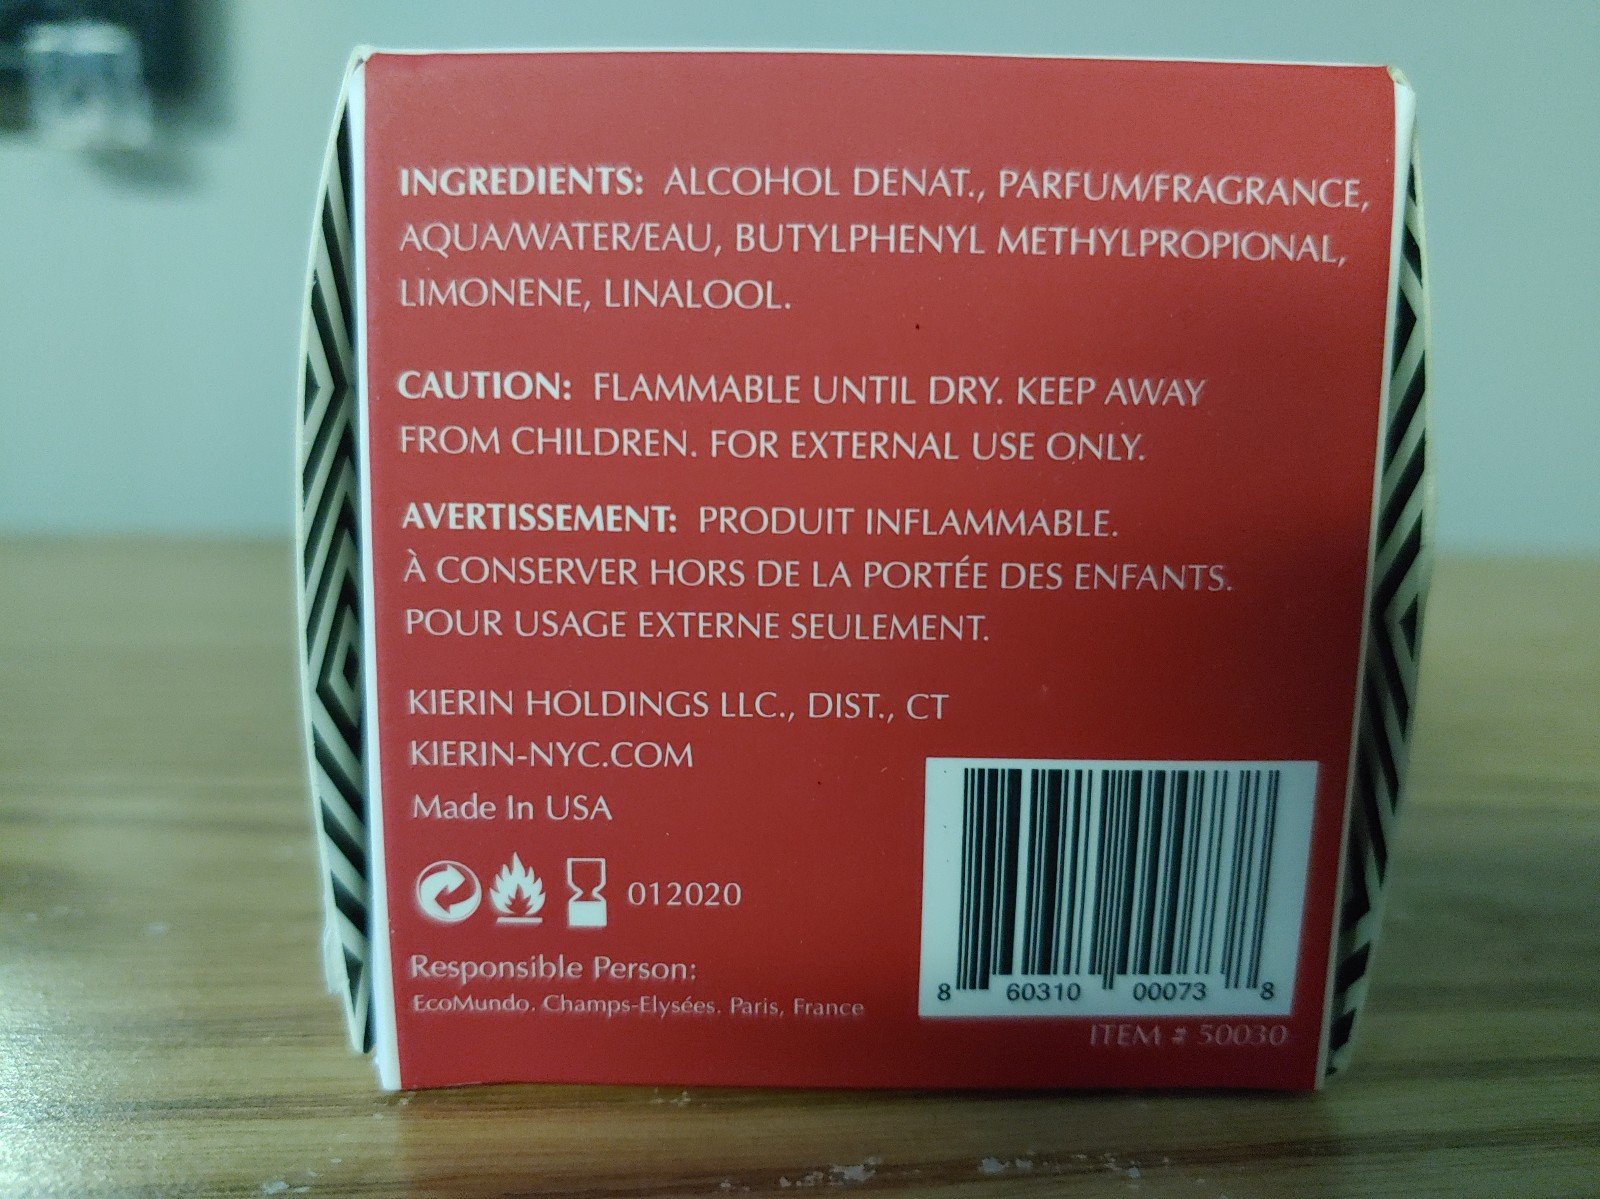 INGREDIENTS: ALCOHOL DENAT., PARFUM/FRAGRANCE,
AQUA/WATER/EAU, BUTYLPHENYL METHYLPROPIONAL,
LIMONENE, LINALOOL.
CAUTION: FLAMMABLE UNTIL DRY. KEEP AWAY
FROM CHILDREN. FOR EXTERNAL USE ONLY.
AVERTISSEMENT: PRODUIT INFLAMMABLE.
À CONSERVER HORS DE LA PORTÉE DES ENFANTS.
POUR USAGE EXTERNE SEULEMENT.
KIERIN HOLDINGS LLC., DIST., CT
KIERIN-NYC.COM
Made In USA
012020
Responsible Person:
EcoMundo. Champs-Elysées. Paris, France
8 60310 00073 8
ITEM # 50030